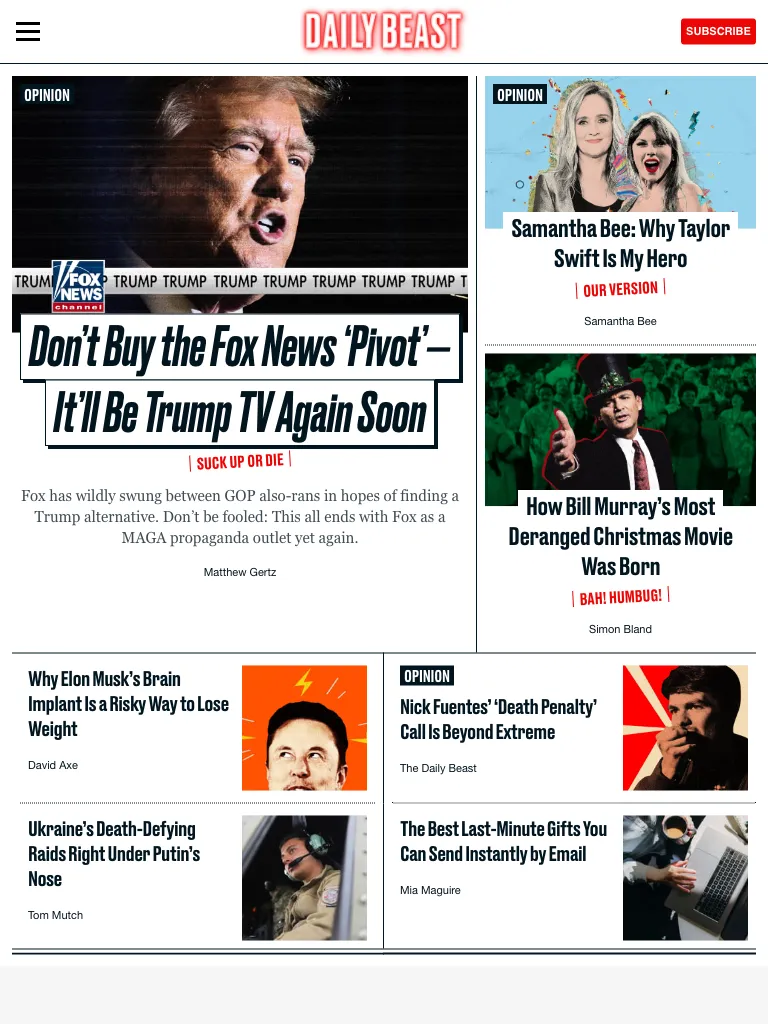 DAILY BEAST
SUBSCRIBE
OPINION
TRUMP TRUMP TRUMP TRUMP TRUMP TRUMP TRUMP
FOX
NEWS
channel
Don't Buy the Fox News 'Pivot'—
It'll Be Trump TV Again Soon
SUCK UP OR DIE
Fox has wildly swung between GOP also-rans in hopes of finding a
Trump alternative. Don't be fooled: This all ends with Fox as a
MAGA propaganda outlet yet again.
Matthew Gertz
OPINION
Samantha Bee: Why Taylor
Swift Is My Hero
OUR VERSION
Samantha Bee
How Bill Murray's Most
Deranged Christmas Movie
Was Born
BAH! HUMBUG!
Simon Bland
Why Elon Musk's Brain
Implant Is a Risky Way to Lose
Weight
David Axe
OPINION
Nick Fuentes' 'Death Penalty'
Call Is Beyond Extreme
The Daily Beast
Ukraine's Death-Defying
Raids Right Under Putin's
Nose
Tom Mutch
The Best Last-Minute Gifts You
Can Send Instantly by Email
Mia Maguire